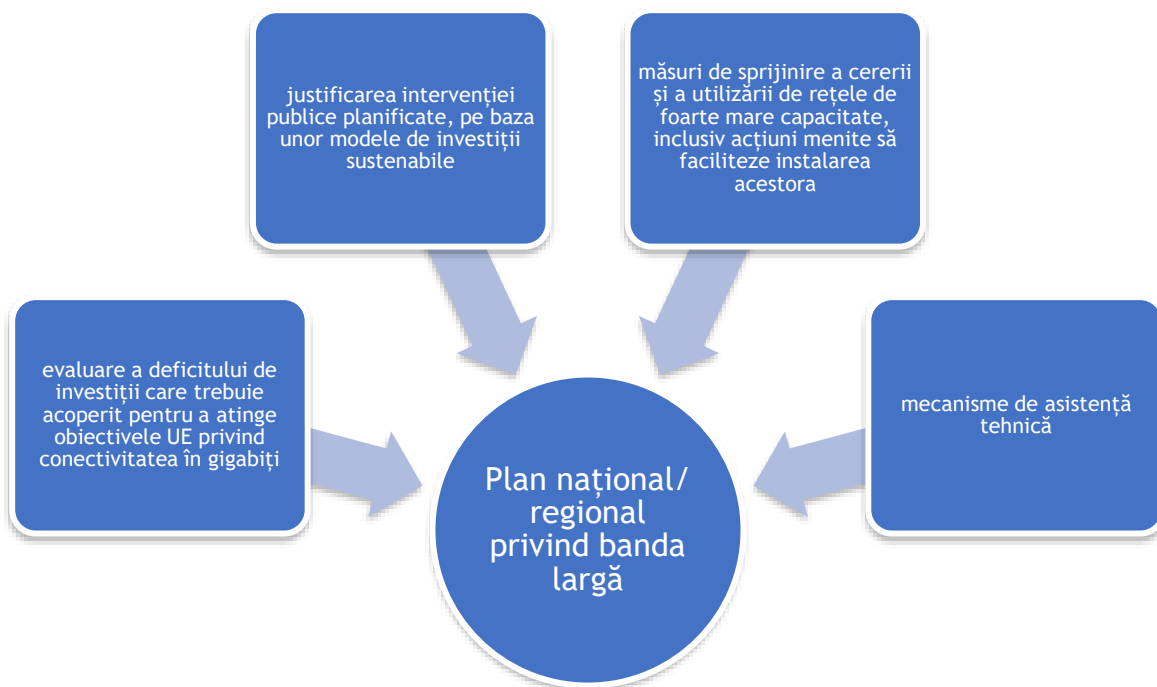 justificarea intervenției
publice planificate, pe baza
unor modele de investiții
sustenabile
măsuri de sprijinire a cererii
și a utilizării de rețele de
foarte mare capacitate,
inclusiv acțiuni menite să
faciliteze instalarea
acestora
evaluare a deficitului de
investiții care trebuie
acoperit pentru a atinge
obiectivele UE privind
conectivitatea în gigabiți
mecanisme de asistență
tehnică
Plan național/
regional
privind banda
largă